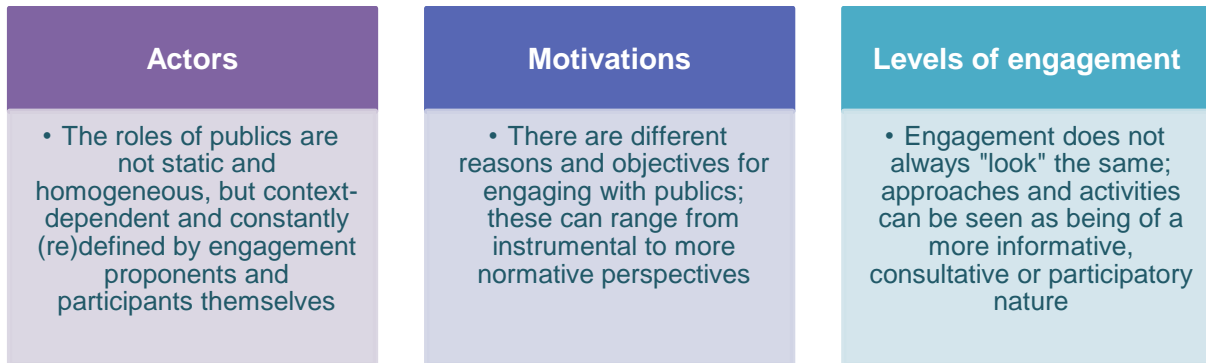 Actors
• The roles of publics are
not static and
homogeneous, but context-
dependent and constantly
(re)defined by engagement
proponents and
participants themselves
Motivations
• There are different
reasons and objectives for
engaging with publics;
these can range from
instrumental to more
normative perspectives
Levels of engagement
• Engagement does not
always "look" the same;
approaches and activities
can be seen as being of a
more informative,
consultative or participatory
nature